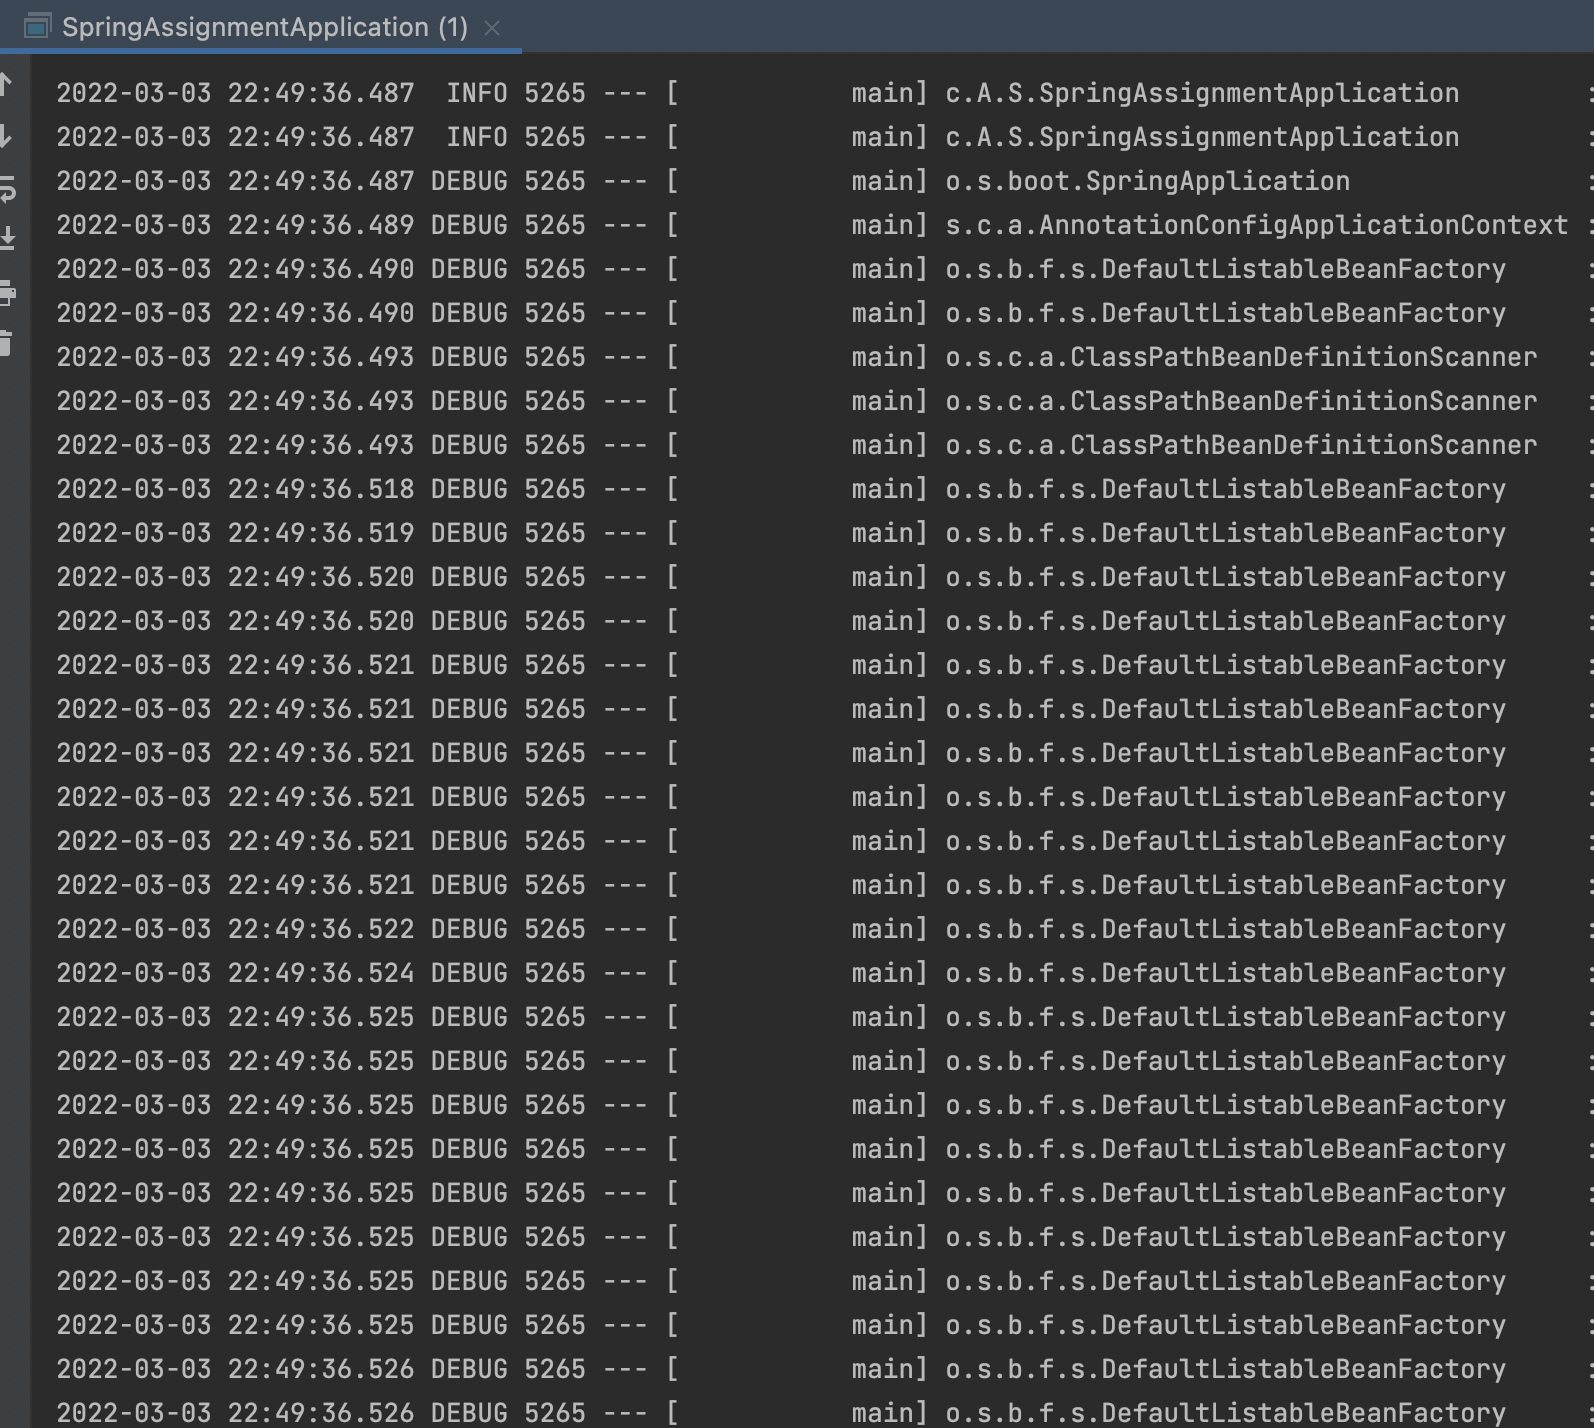 SpringAssignmentApplication (1)
2022-03-03 22:49:36.487  INFO 5265 --- [           main] c.A.S.SpringAssignmentApplication        :
2022-03-03 22:49:36.487  INFO 5265 --- [           main] c.A.S.SpringAssignmentApplication        :
2022-03-03 22:49:36.487 DEBUG 5265 --- [           main] o.s.boot.SpringApplication               :
2022-03-03 22:49:36.489 DEBUG 5265 --- [           main] s.c.a.AnnotationConfigApplicationContext :
2022-03-03 22:49:36.490 DEBUG 5265 --- [           main] o.s.b.f.s.DefaultListableBeanFactory     :
2022-03-03 22:49:36.490 DEBUG 5265 --- [           main] o.s.b.f.s.DefaultListableBeanFactory     :
2022-03-03 22:49:36.493 DEBUG 5265 --- [           main] o.s.c.a.ClassPathBeanDefinitionScanner   :
2022-03-03 22:49:36.493 DEBUG 5265 --- [           main] o.s.c.a.ClassPathBeanDefinitionScanner   :
2022-03-03 22:49:36.493 DEBUG 5265 --- [           main] o.s.c.a.ClassPathBeanDefinitionScanner   :
2022-03-03 22:49:36.518 DEBUG 5265 --- [           main] o.s.b.f.s.DefaultListableBeanFactory     :
2022-03-03 22:49:36.519 DEBUG 5265 --- [           main] o.s.b.f.s.DefaultListableBeanFactory     :
2022-03-03 22:49:36.520 DEBUG 5265 --- [           main] o.s.b.f.s.DefaultListableBeanFactory     :
2022-03-03 22:49:36.520 DEBUG 5265 --- [           main] o.s.b.f.s.DefaultListableBeanFactory     :
2022-03-03 22:49:36.521 DEBUG 5265 --- [           main] o.s.b.f.s.DefaultListableBeanFactory     :
2022-03-03 22:49:36.521 DEBUG 5265 --- [           main] o.s.b.f.s.DefaultListableBeanFactory     :
2022-03-03 22:49:36.521 DEBUG 5265 --- [           main] o.s.b.f.s.DefaultListableBeanFactory     :
2022-03-03 22:49:36.521 DEBUG 5265 --- [           main] o.s.b.f.s.DefaultListableBeanFactory     :
2022-03-03 22:49:36.521 DEBUG 5265 --- [           main] o.s.b.f.s.DefaultListableBeanFactory     :
2022-03-03 22:49:36.521 DEBUG 5265 --- [           main] o.s.b.f.s.DefaultListableBeanFactory     :
2022-03-03 22:49:36.522 DEBUG 5265 --- [           main] o.s.b.f.s.DefaultListableBeanFactory     :
2022-03-03 22:49:36.524 DEBUG 5265 --- [           main] o.s.b.f.s.DefaultListableBeanFactory     :
2022-03-03 22:49:36.525 DEBUG 5265 --- [           main] o.s.b.f.s.DefaultListableBeanFactory     :
2022-03-03 22:49:36.525 DEBUG 5265 --- [           main] o.s.b.f.s.DefaultListableBeanFactory     :
2022-03-03 22:49:36.525 DEBUG 5265 --- [           main] o.s.b.f.s.DefaultListableBeanFactory     :
2022-03-03 22:49:36.525 DEBUG 5265 --- [           main] o.s.b.f.s.DefaultListableBeanFactory     :
2022-03-03 22:49:36.525 DEBUG 5265 --- [           main] o.s.b.f.s.DefaultListableBeanFactory     :
2022-03-03 22:49:36.525 DEBUG 5265 --- [           main] o.s.b.f.s.DefaultListableBeanFactory     :
2022-03-03 22:49:36.525 DEBUG 5265 --- [           main] o.s.b.f.s.DefaultListableBeanFactory     :
2022-03-03 22:49:36.525 DEBUG 5265 --- [           main] o.s.b.f.s.DefaultListableBeanFactory     :
2022-03-03 22:49:36.526 DEBUG 5265 --- [           main] o.s.b.f.s.DefaultListableBeanFactory     :
2022-03-03 22:49:36.526 DEBUG 5265 --- [           main] o.s.b.f.s.DefaultListableBeanFactory     :